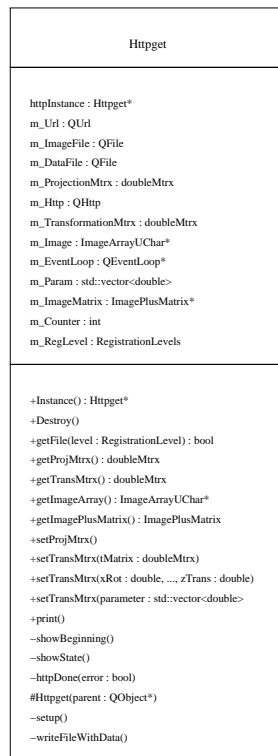 Httpget
httpInstance : Httpget*
m_Url : QUrl
m_ImageFile : QFile
m_DataFile : QFile
m_ProjectionMtrx : doubleMtrx
m_Http : QHttp
m_TransformationMtrx : doubleMtrx
m_Image : ImageArrayUChar*
m_EventLoop : QEventLoop*
m_Param : std::vector<double>
m_ImageMatrix : ImagePlusMatrix*
m_Counter : int
m_RegLevel : RegistrationLevels
+Instance() : Httpget*
+Destroy()
+getFile(level : RegistrationLevel) : bool
+getProjMtrx() : doubleMtrx
+getTransMtrx() : doubleMtrx
+getImageArray() : ImageArrayUChar*
+getImagePlusMatrix() : ImagePlusMatrix
+setProjMtrx()
+setTransMtrx(tMatrix : doubleMtrx)
+setTransMtrx(xRot : double, ..., zTrans : double)
+setTransMtrx(parameter : std::vector<double>
+print()
−showBeginning()
−showState()
−httpDone(error : bool)
#Httpget(parent : QObject*)
−setup()
−writeFileWithData()